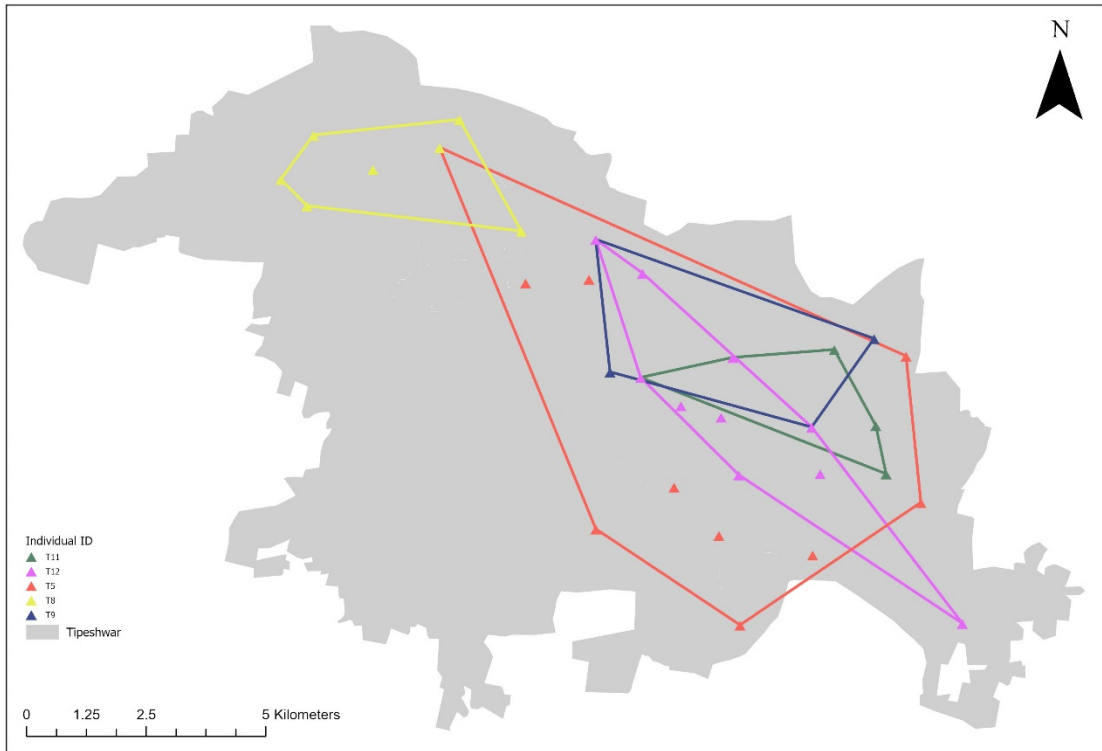 N
Individual ID
T11
T12
T5
T8
T9
Tipeshwar
0 1.25 2.5 5 Kilometers